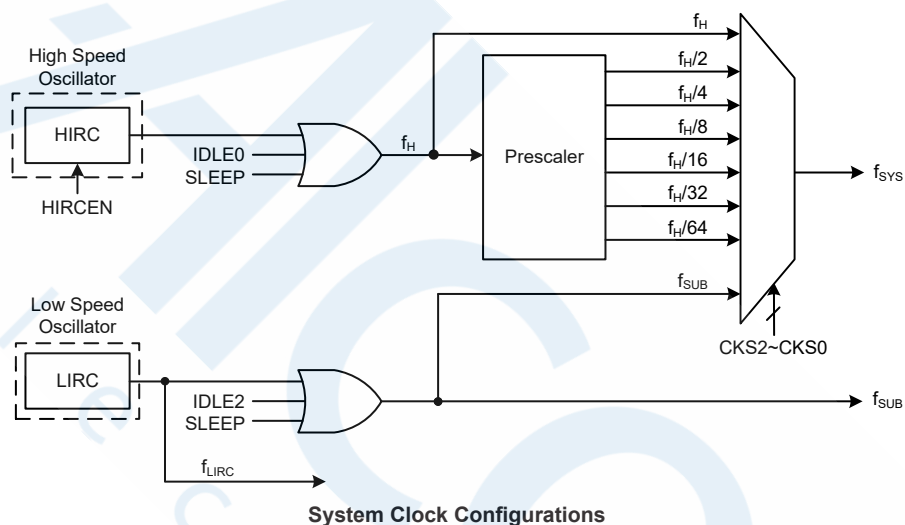 High Speed
Oscillator
HIRC
HIRCEN
IDLE0
SLEEP
fH
Prescaler
fH
fH/2
fH/4
fH/8
fH/16
fH/32
fH/64
fSUB
fSYS
CKS2~CKS0
Low Speed
Oscillator
LIRC
IDLE2
SLEEP
fSUB
fLIRC
System Clock Configurations